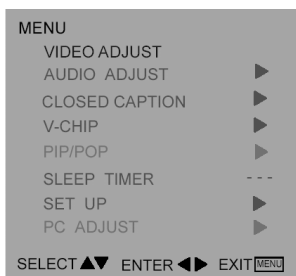 MENU
VIDEO ADJUST
AUDIO ADJUST ▶
CLOSED CAPTION ▶
V-CHIP ▶
PIP/POP ▶
SLEEP TIMER - - -
SET UP ▶
PC ADJUST ▶
SELECT▲▼ ENTER◀▶ EXIT MENU